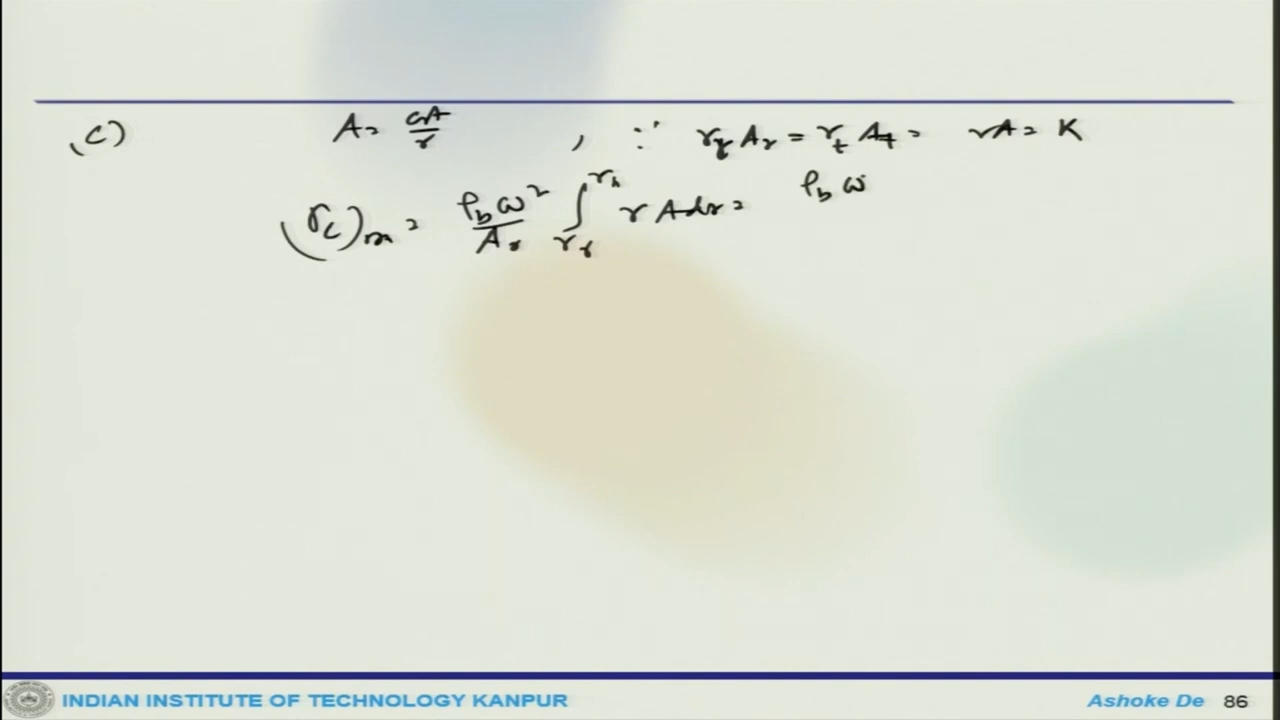 (c) A = CA/r , ∵ r_r A_r = r_t A_t = rA = K
(σ_c)_m = ρ_b ω²/A_r ∫_{r_r}^{r_t} r A dr = ρ_b ω
INDIAN INSTITUTE OF TECHNOLOGY KANPUR
Ashoke De 86